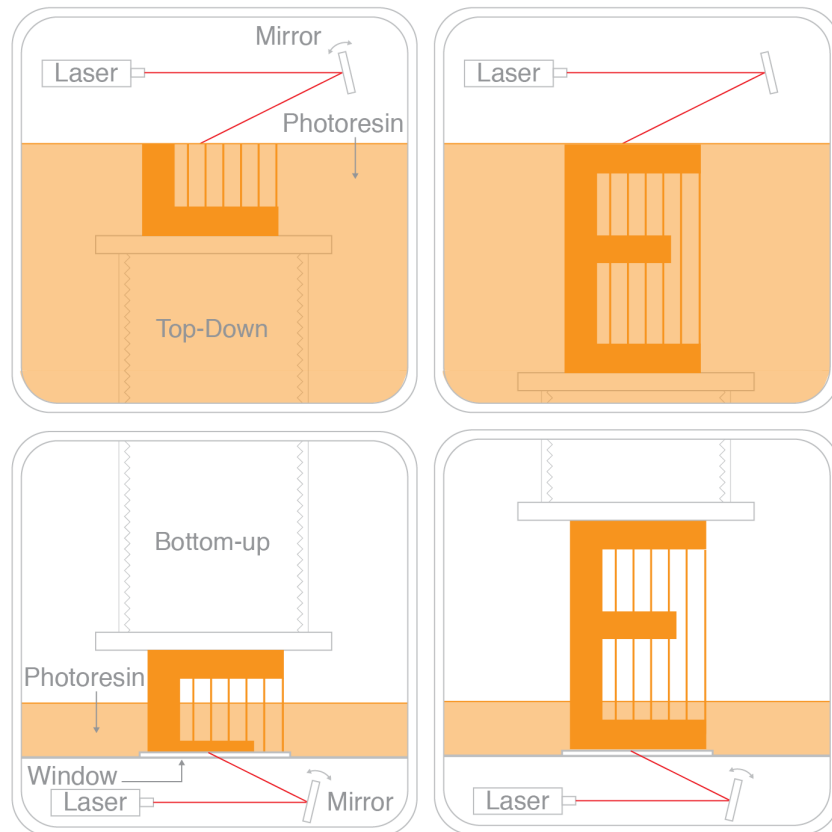 Mirror
Laser
Photoresin
Top-Down
Laser
Bottom-up
Photoresin
Window
Laser
Mirror
Laser